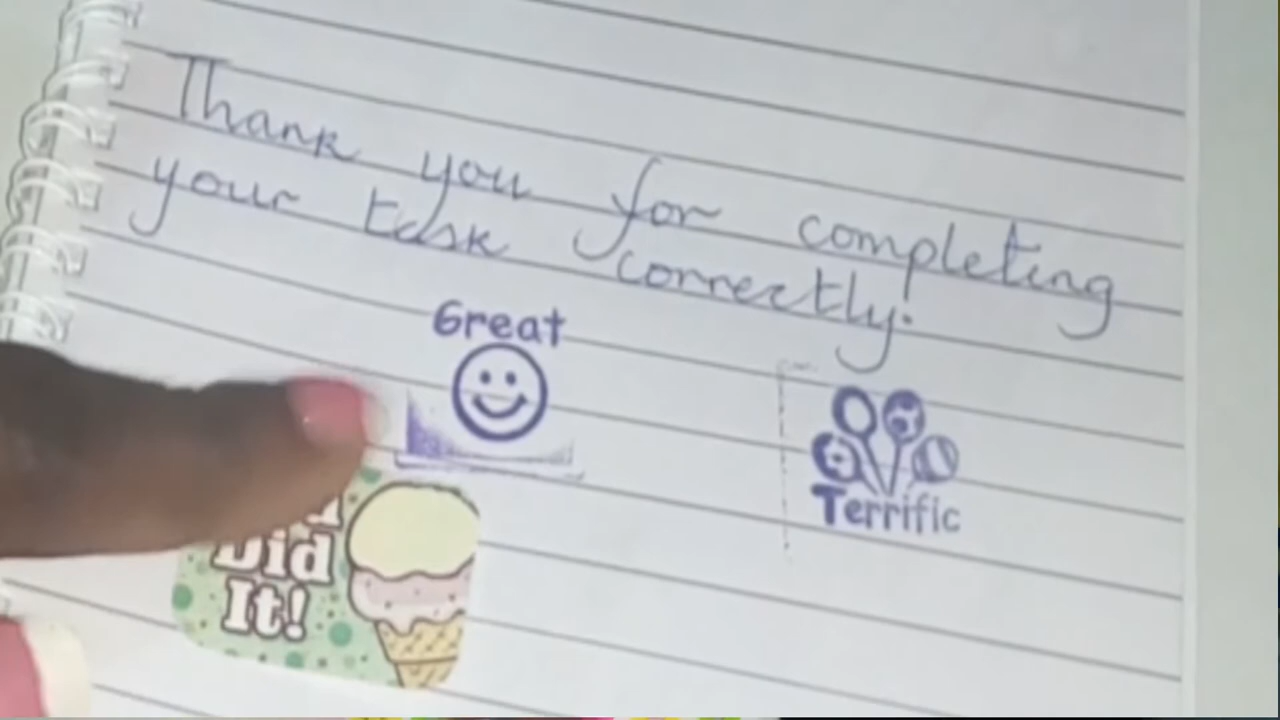 Thank you for completing
your task correctly!
Great
Terrific
Did
It!